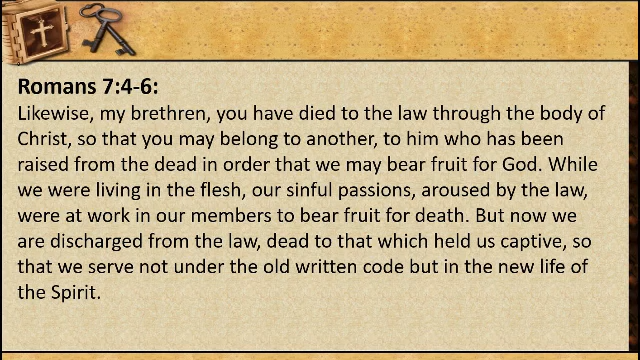 Romans 7:4-6:
Likewise, my brethren, you have died to the law through the body of
Christ, so that you may belong to another, to him who has been
raised from the dead in order that we may bear fruit for God. While
we were living in the flesh, our sinful passions, aroused by the law,
were at work in our members to bear fruit for death. But now we
are discharged from the law, dead to that which held us captive, so
that we serve not under the old written code but in the new life of
the Spirit.